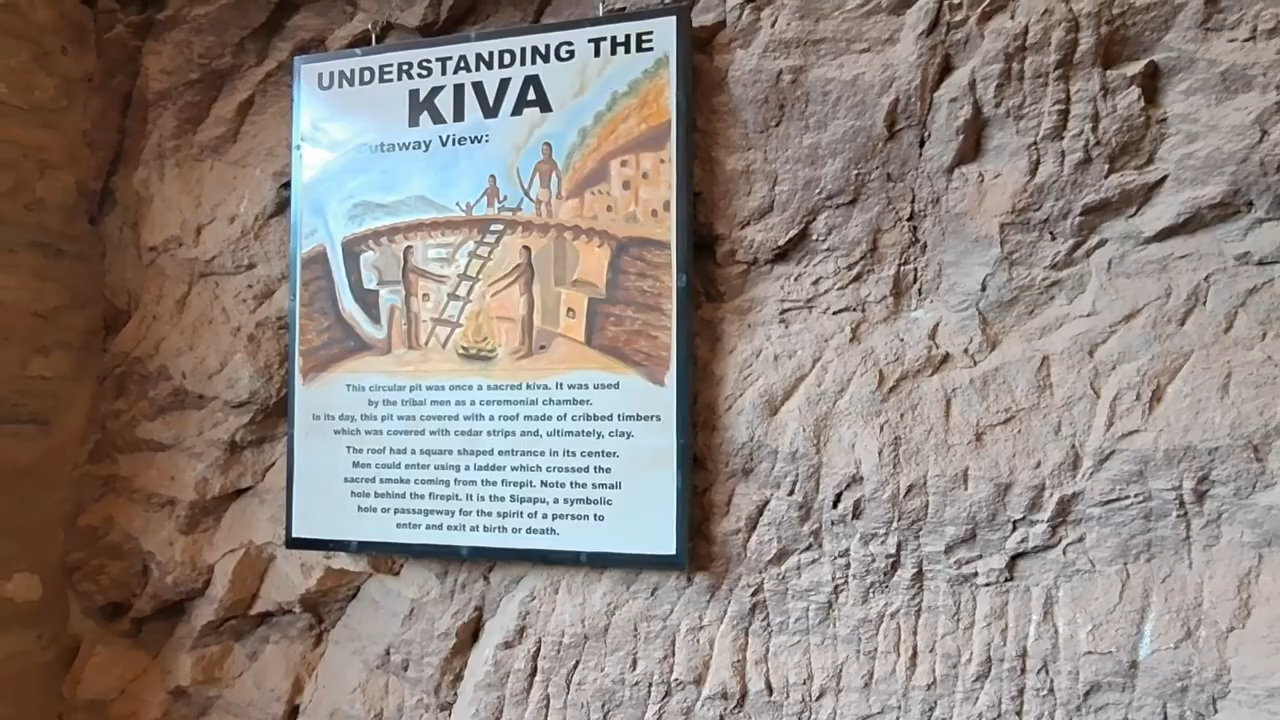 UNDERSTANDING THE
KIVA
Cutaway View:
This circular pit was once a sacred kiva. It was used
by the tribal men as a ceremonial chamber.
In its day, this pit was covered with a roof made of cribbed timbers
which was covered with cedar strips and, ultimately, clay.
The roof had a square shaped entrance in its center.
Men could enter using a ladder which crossed the
sacred smoke coming from the firepit. Note the small
hole behind the firepit. It is the Sipapu, a symbolic
hole or passageway for the spirit of a person to
enter and exit at birth or death.